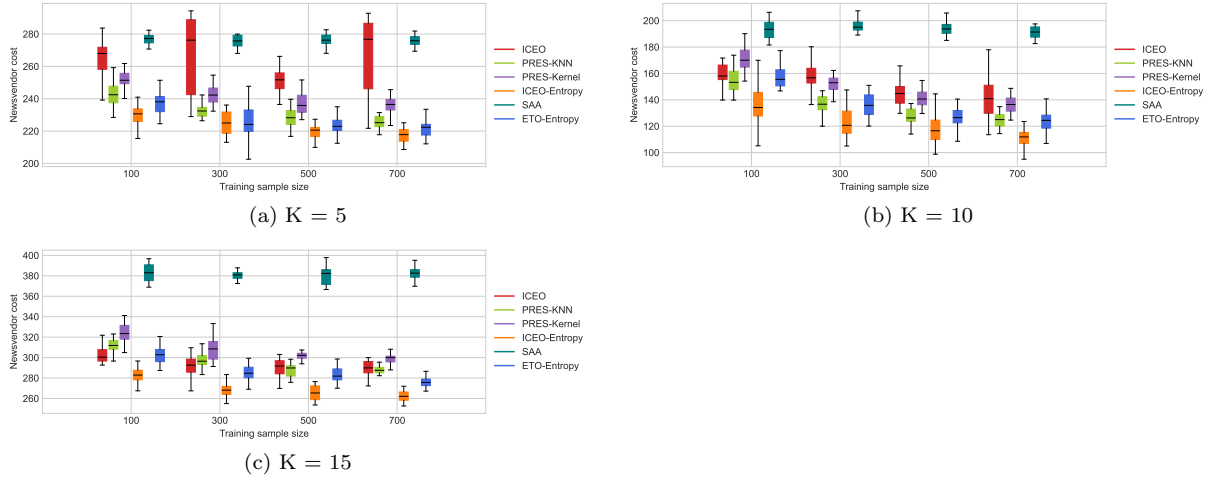 280
260
240
220
200
Newsvendor cost
100
300
500
700
Training sample size
ICEO
PRES-KNN
PRES-Kernel
ICEO-Entropy
SAA
ETO-Entropy
(a) K = 5
200
180
160
140
120
100
Newsvendor cost
100
300
500
700
Training sample size
ICEO
PRES-KNN
PRES-Kernel
ICEO-Entropy
SAA
ETO-Entropy
(b) K = 10
400
380
360
340
320
300
280
260
Newsvendor cost
100
300
500
700
Training sample size
ICEO
PRES-KNN
PRES-Kernel
ICEO-Entropy
SAA
ETO-Entropy
(c) K = 15